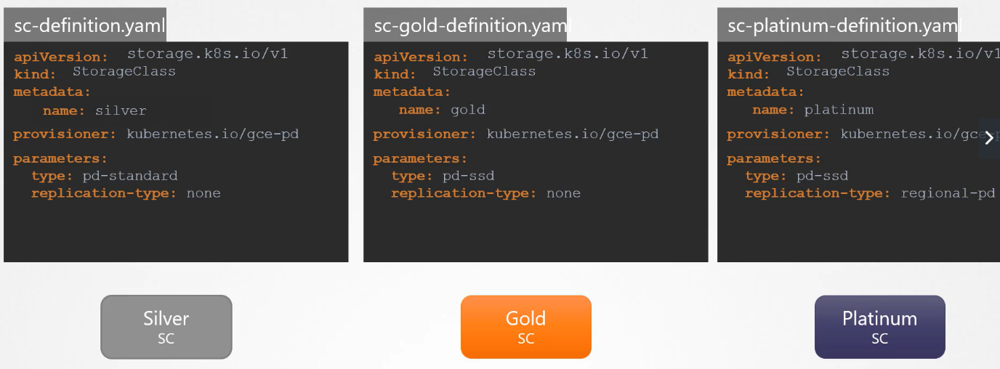 sc-definition.yaml
apiVersion: storage.k8s.io/v1
kind: StorageClass
metadata:
name: silver
provisioner: kubernetes.io/gce-pd
parameters:
type: pd-standard
replication-type: none
Silver
SC
sc-gold-definition.yaml
apiVersion: storage.k8s.io/v1
kind: StorageClass
metadata:
name: gold
provisioner: kubernetes.io/gce-pd
parameters:
type: pd-ssd
replication-type: none
Gold
SC
sc-platinum-definition.yaml
apiVersion: storage.k8s.io/v1
kind: StorageClass
metadata:
name: platinum
provisioner: kubernetes.io/gce-p
parameters:
type: pd-ssd
replication-type: regional-pd
Platinum
SC